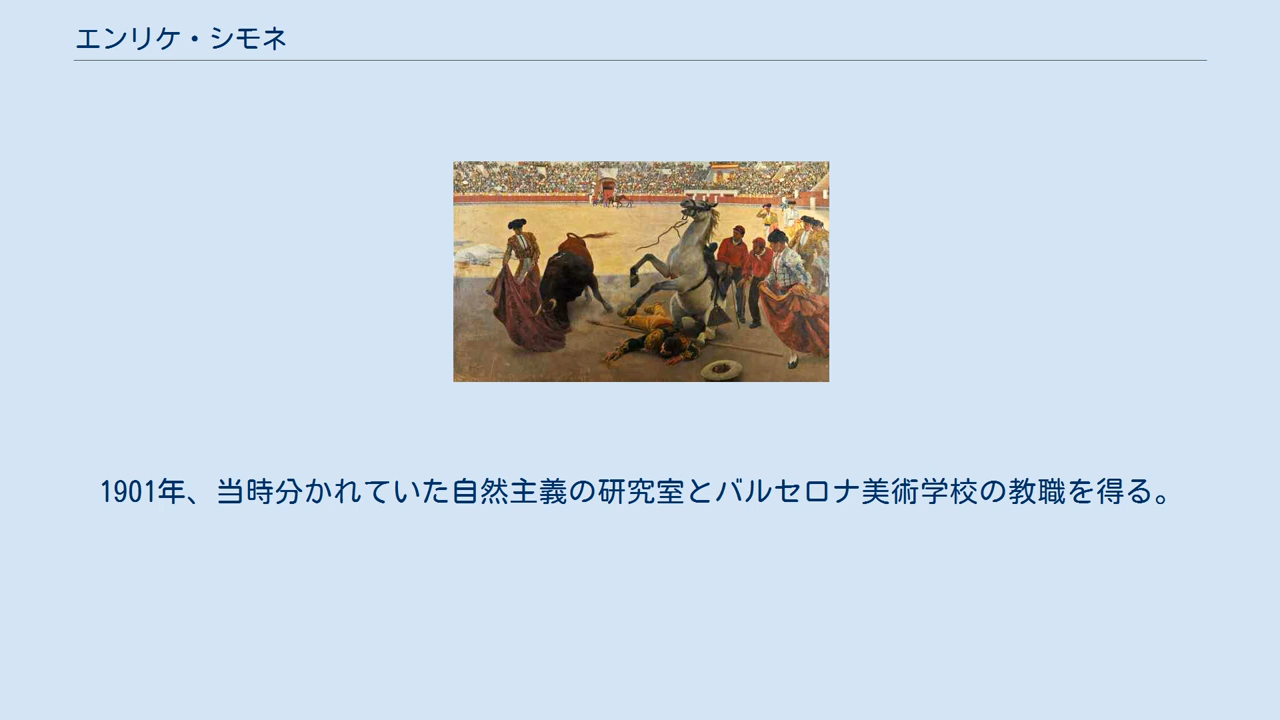 エンリケ・シモネ
1901年、当時分かれていた自然主義の研究室とバルセロナ美術学校の教職を得る。